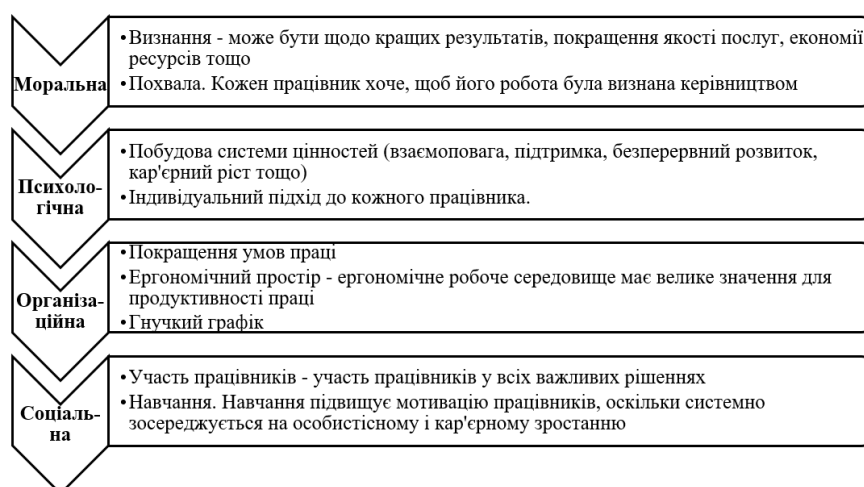 Моральна
•Визнання - може бути щодо кращих результатів, покращення якості послуг, економії
ресурсів тощо
•Похвала. Кожен працівник хоче, щоб його робота була визнана керівництвом
Психоло-
гічна
•Побудова системи цінностей (взаємоповага, підтримка, безперервний розвиток,
кар'єрний ріст тощо)
•Індивідуальний підхід до кожного працівника.
Організа-
ційна
•Покращення умов праці
•Ергономічний простір - ергономічне робоче середовище має велике значення для
продуктивності праці
•Гнучкий графік
Соціаль-
на
•Участь працівників - участь працівників у всіх важливих рішеннях
•Навчання. Навчання підвищує мотивацію працівників, оскільки системно
зосереджується на особистісному і кар'єрному зростанню